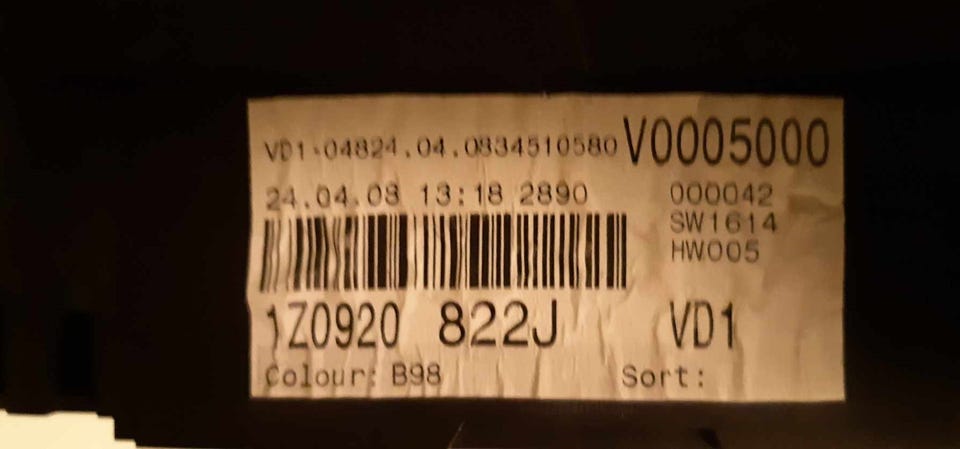 VD1-04824.04.0834510580 V0005000
24.04.08 13:18 2890 000042
SW1614
HW005
1Z0920 822J VD1
Colour: B98 Sort: